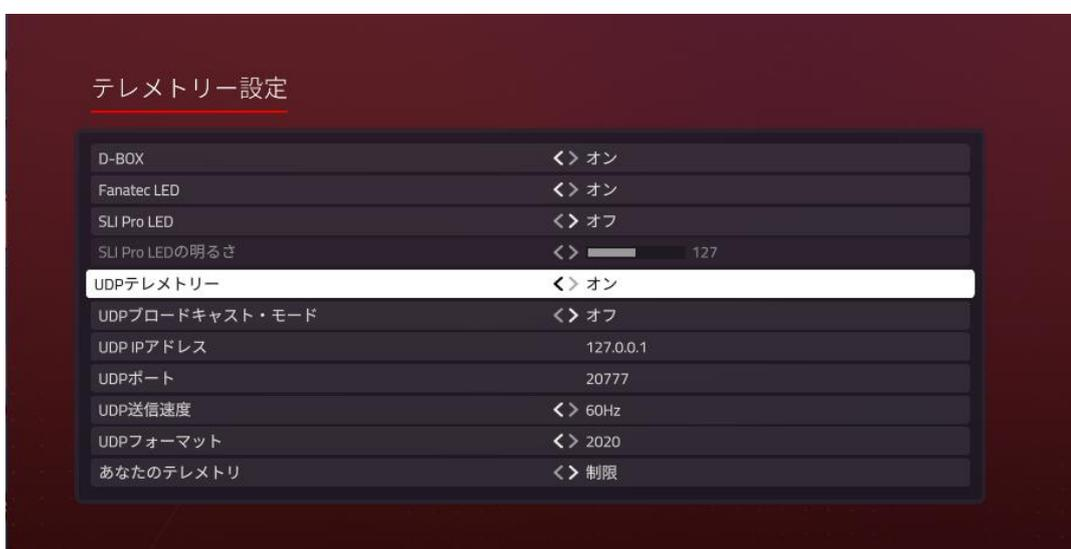 テレメトリー設定
D-BOX オン
Fanatec LED オン
SLI Pro LED オフ
SLI Pro LEDの明るさ 127
UDPテレメトリー オン
UDPブロードキャスト・モード オフ
UDP IPアドレス 127.0.0.1
UDPポート 20777
UDP送信速度 60Hz
UDPフォーマット 2020
あなたのテレメトリ 制限